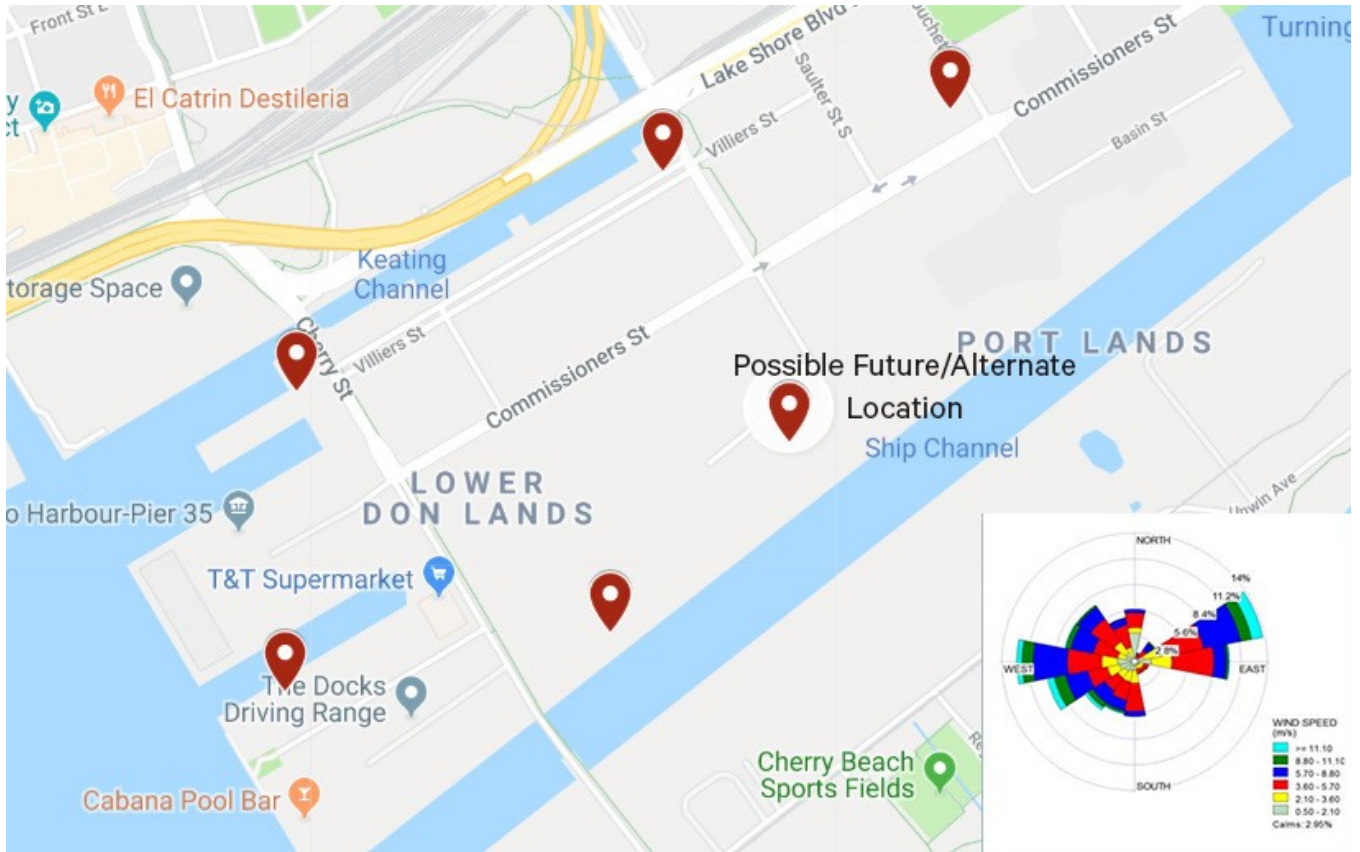 Front St E
El Catrin Destileria
ct
torage Space
Keating
Channel
Lake Shore Blvd
Villiers St
Saulter St S
Commissioners St
Basin St
Turning
Cherry St
Villiers St
Commissioners St
PORT LANDS
Possible Future/Alternate
Location
Ship Channel
Unwin Ave
LOWER
DON LANDS
o Harbour-Pier 35
T&T Supermarket
The Docks
Driving Range
Cabana Pool Bar
Cherry Beach
Sports Fields
NORTH
14%
11.2%
8.4%
5.6%
2.8%
WEST
EAST
SOUTH
WIND SPEED
(m/s)
>= 11.10
8.80 - 11.10
5.70 - 8.80
3.60 - 5.70
2.10 - 3.60
0.50 - 2.10
Calms: 2.95%